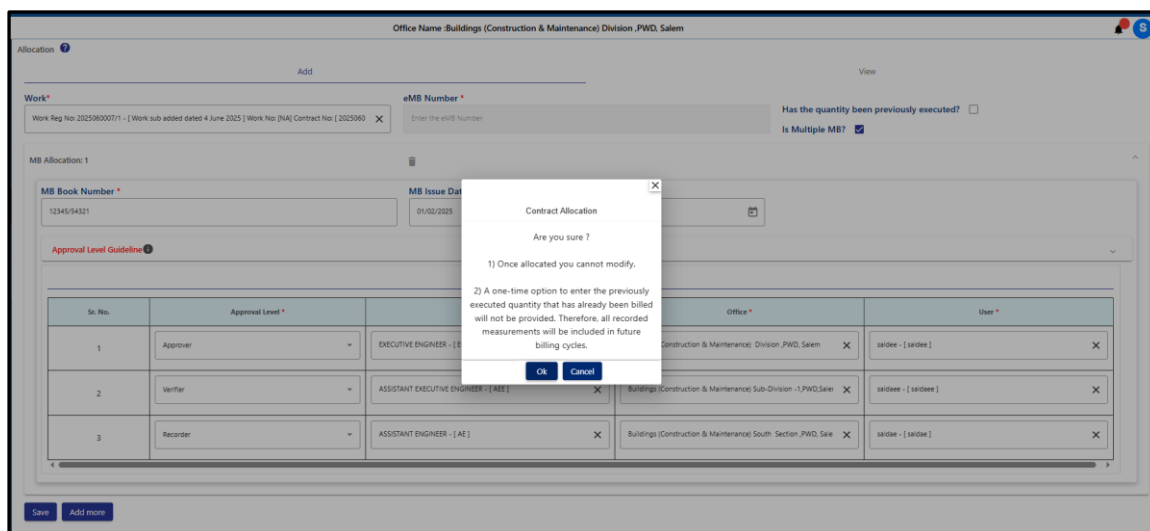 Office Name :Buildings (Construction & Maintenance) Division ,PWD, Salem
S
Allocation ?
Add
View
Work*
eMB Number *
Work Reg No: 2025060007/1 - [ Work sub added dated 4 June 2025 ] Work No: [NA] Contract No: [ 2025060
Enter the eMB Number
Has the quantity been previously executed?
Is Multiple MB?
MB Allocation: 1
MB Book Number *
MB Issue Dat
12345/54321
01/02/2025
Approval Level Guideline
Contract Allocation
Are you sure ?
1) Once allocated you cannot modify.
2) A one-time option to enter the previously
executed quantity that has already been billed
will not be provided. Therefore, all recorded
measurements will be included in future
billing cycles.
Ok Cancel
Sr. No. Approval Level * Office * User *
1 Approver EXECUTIVE ENGINEER - [ E Construction & Maintenance) Division ,PWD, Salem saidee - [ saidee ]
2 Verifier ASSISTANT EXECUTIVE ENGINEER - [ AEE ] Buildings (Construction & Maintenance) Sub-Division -1,PWD,Saler saideee - [ saideee ]
3 Recorder ASSISTANT ENGINEER - [ AE ] Buildings (Construction & Maintenance) South Section ,PWD, Sale saidae - [ saidae ]
Save Add more